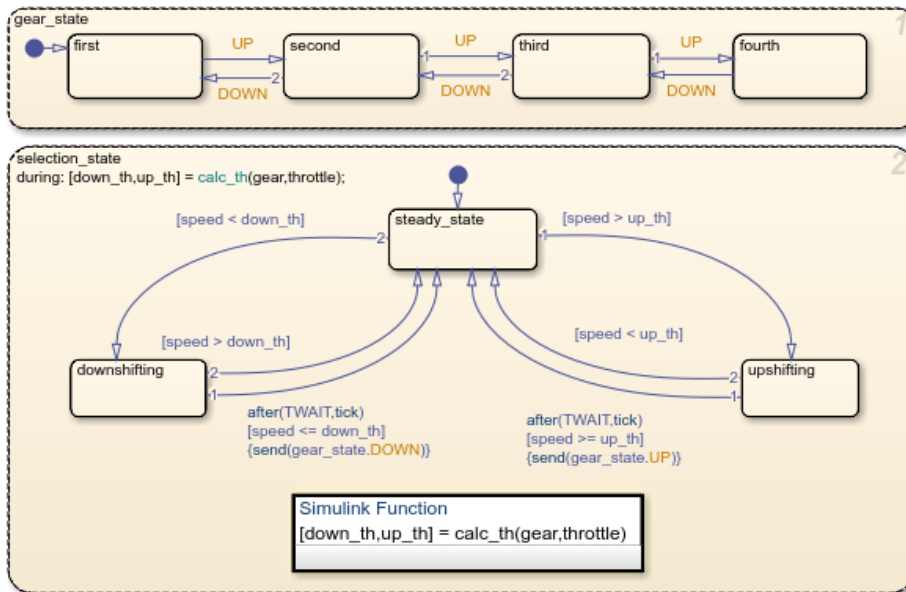 gear_state
1
first
UP
second
UP
third
UP
fourth
1
1
2
2
DOWN
DOWN
DOWN
selection_state
2
during: [down_th,up_th] = calc_th(gear,throttle);
[speed < down_th]
steady_state
[speed > up_th]
2
1
[speed > down_th]
[speed < up_th]
downshifting
2
1
upshifting
2
1
after(TWAIT,tick)
[speed <= down_th]
{send(gear_state.DOWN)}
after(TWAIT,tick)
[speed >= up_th]
{send(gear_state.UP)}
Simulink Function
[down_th,up_th] = calc_th(gear,throttle)